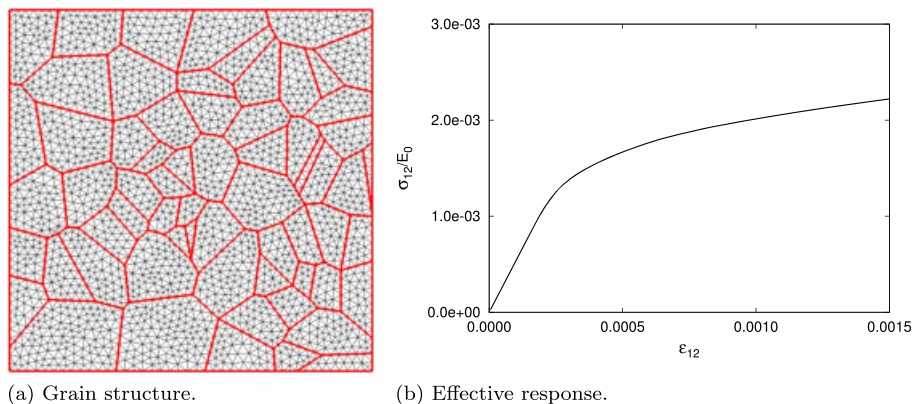 3.0e-03
2.0e-03
1.0e-03
0.0e+00
σ12/E0
0.0000
0.0005
0.0010
0.0015
ε12
(a) Grain structure.
(b) Effective response.